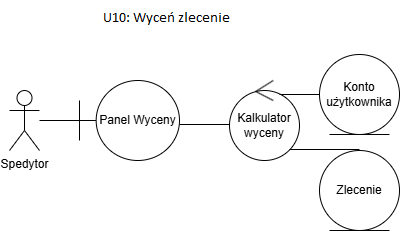 U10: Wyceń zlecenie
Konto
użytkownika
Panel Wyceny
Kalkulator
wyceny
Spedytor
Zlecenie